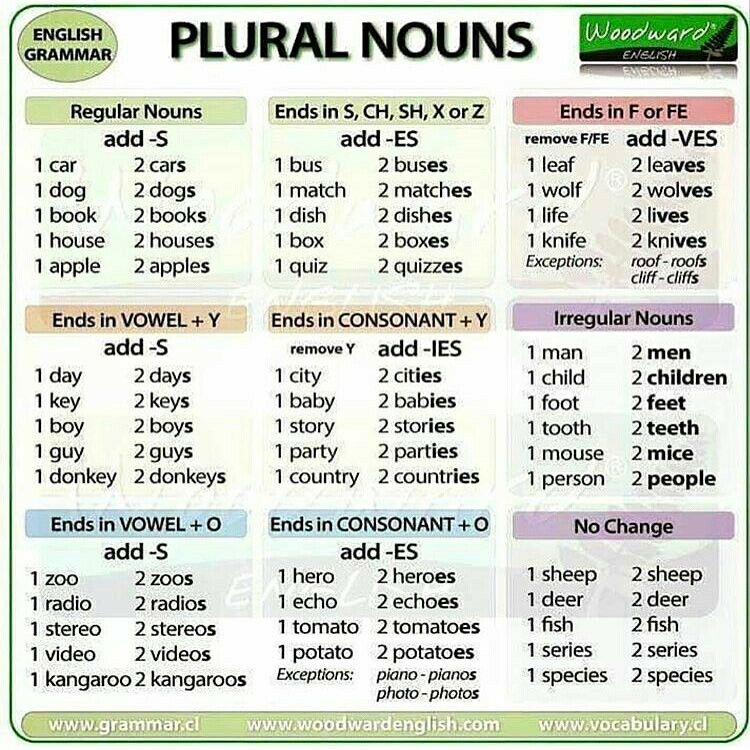 ENGLISH
GRAMMAR
PLURAL NOUNS
Woodward®
ENGLISH
Regular Nouns
add -S
1 car 2 cars
1 dog 2 dogs
1 book 2 books
1 house 2 houses
1 apple 2 apples
Ends in S, CH, SH, X or Z
add -ES
1 bus 2 buses
1 match 2 matches
1 dish 2 dishes
1 box 2 boxes
1 quiz 2 quizzes
Ends in F or FE
remove F/FE add -VES
1 leaf 2 leaves
1 wolf 2 wolves
1 life 2 lives
1 knife 2 knives
Exceptions: roof - roofs
cliff - cliffs
Ends in VOWEL + Y
add -S
1 day 2 days
1 key 2 keys
1 boy 2 boys
1 guy 2 guys
1 donkey 2 donkeys
Ends in CONSONANT + Y
remove Y add -IES
1 city 2 cities
1 baby 2 babies
1 story 2 stories
1 party 2 parties
1 country 2 countries
Irregular Nouns
1 man 2 men
1 child 2 children
1 foot 2 feet
1 tooth 2 teeth
1 mouse 2 mice
1 person 2 people
Ends in VOWEL + O
add -S
1 zoo 2 zoos
1 radio 2 radios
1 stereo 2 stereos
1 video 2 videos
1 kangaroo 2 kangaroos
Ends in CONSONANT + O
add -ES
1 hero 2 heroes
1 echo 2 echoes
1 tomato 2 tomatoes
1 potato 2 potatoes
Exceptions: piano - pianos
photo - photos
No Change
1 sheep 2 sheep
1 deer 2 deer
1 fish 2 fish
1 series 2 series
1 species 2 species
www.grammar.cl www.woodwardenglish.com www.vocabulary.cl